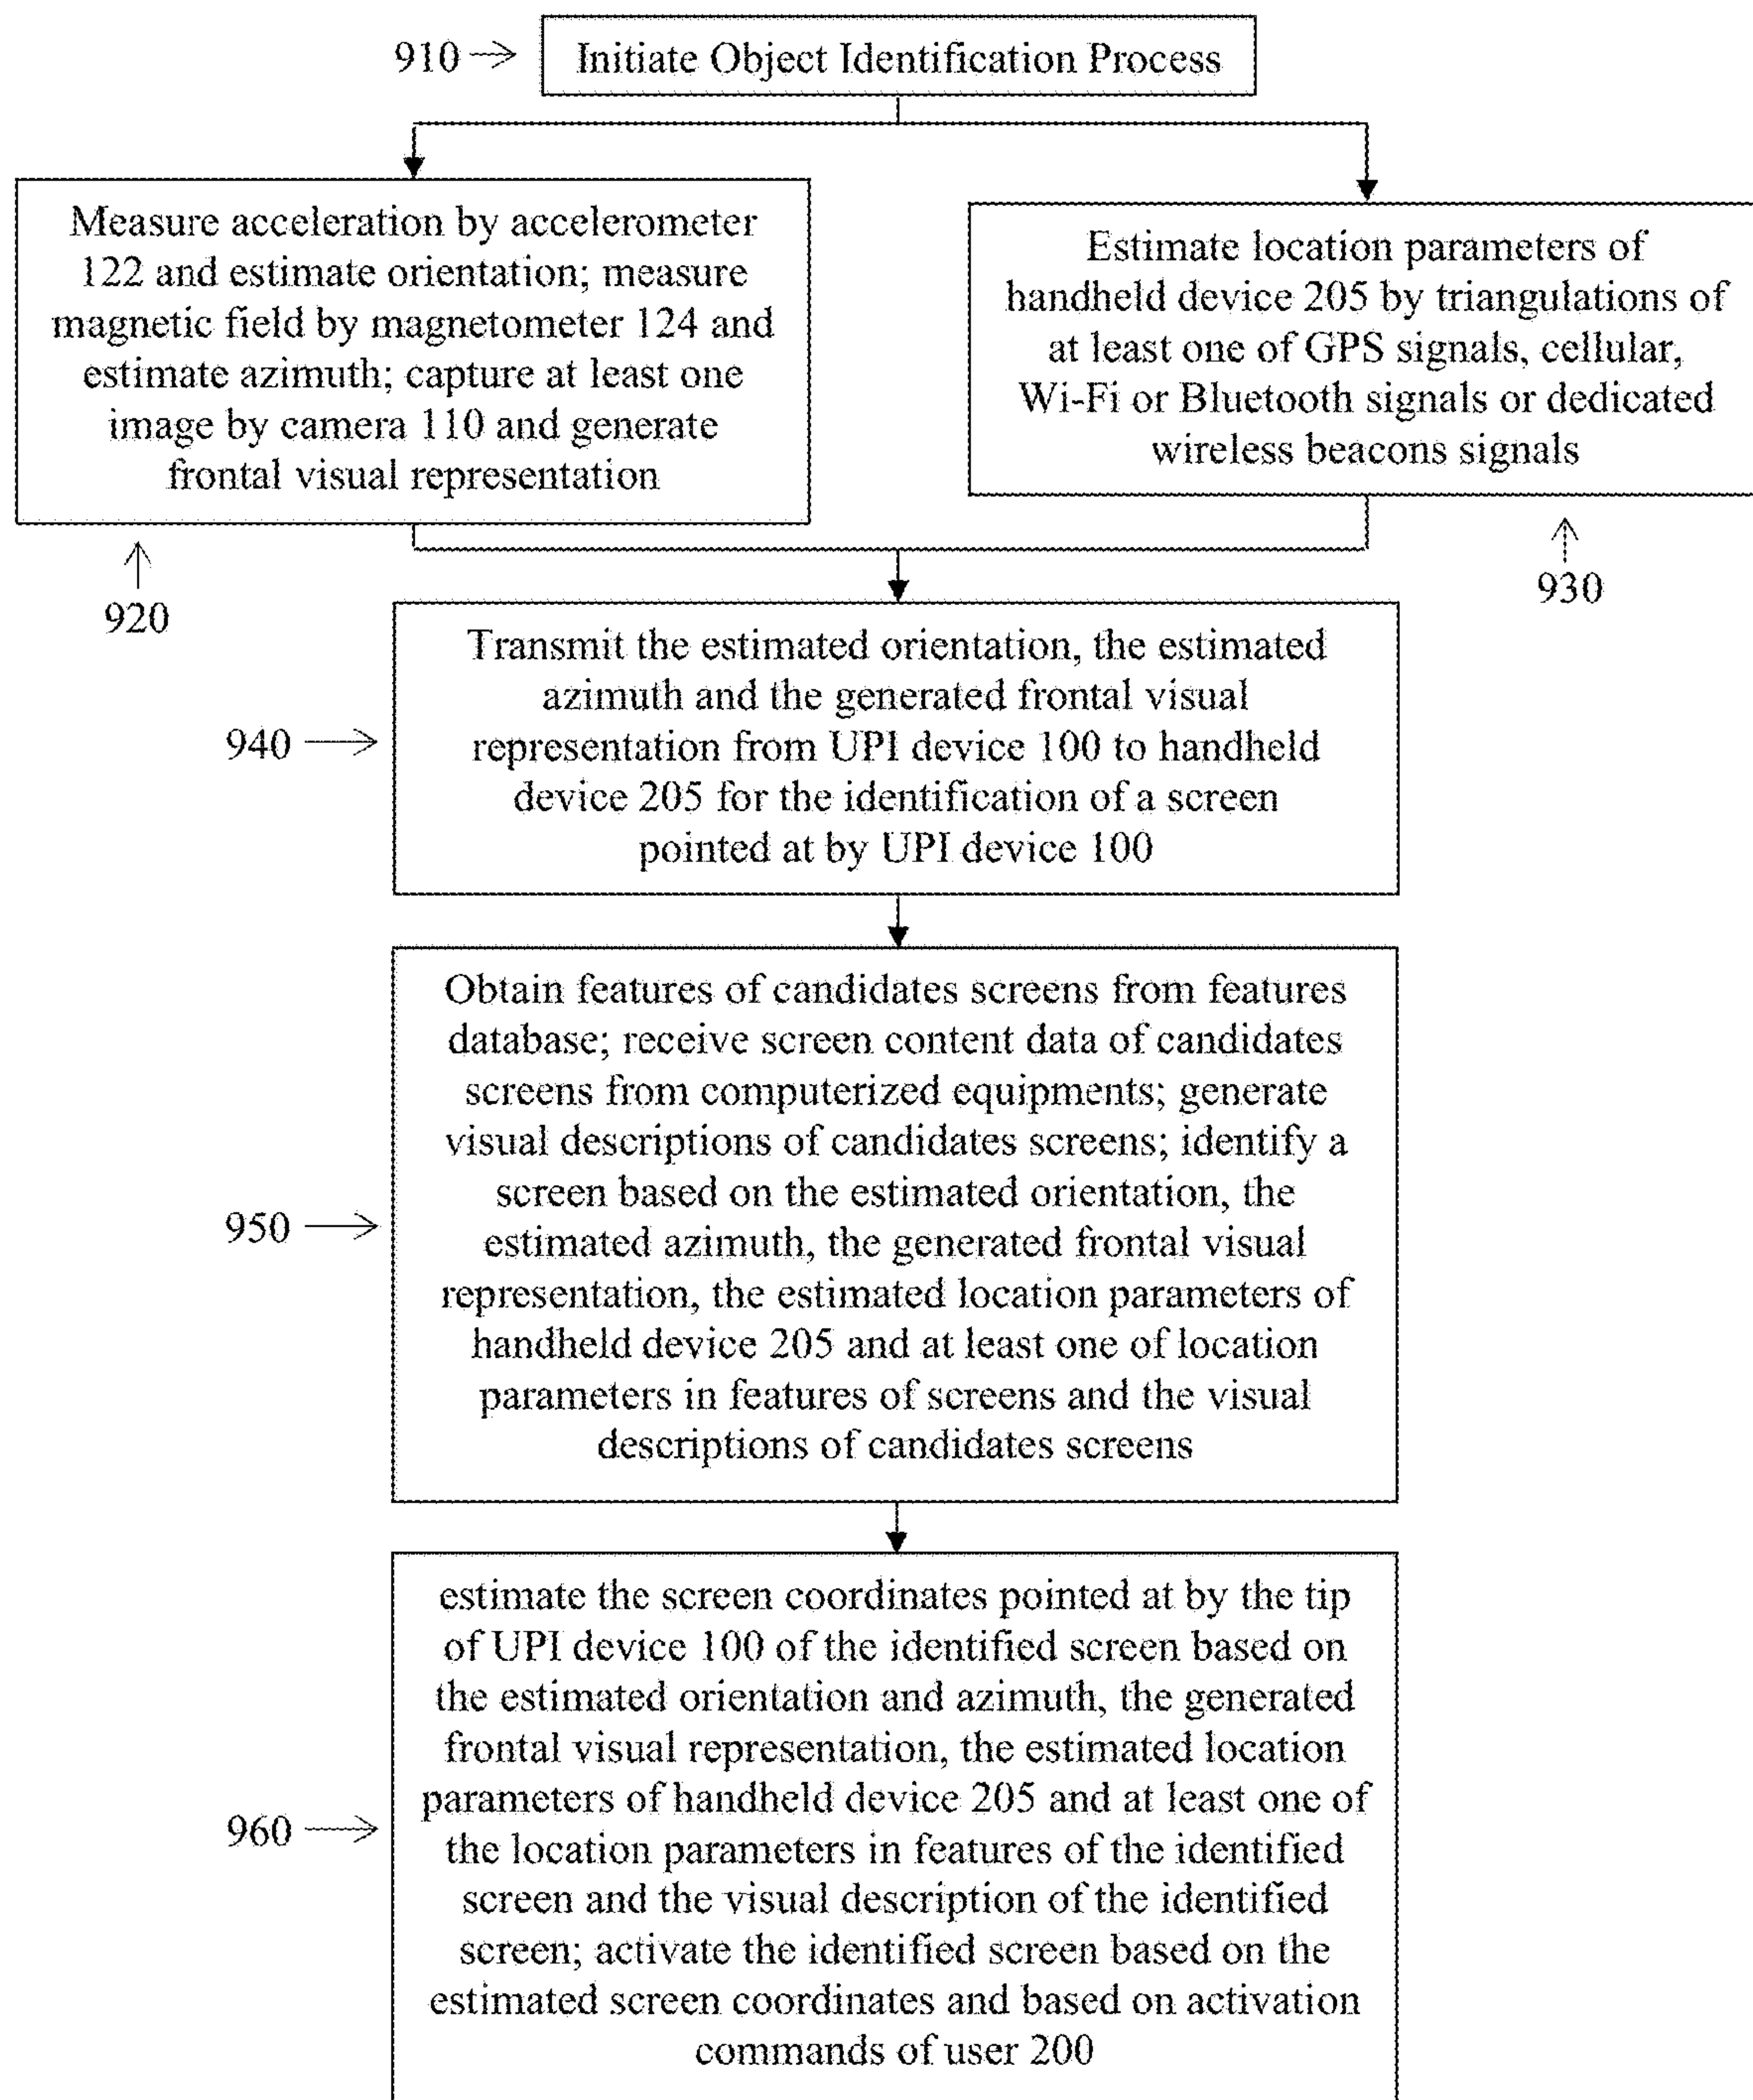 910
Initiate Object Identification Process
Measure acceleration by accelerometer
122 and estimate orientation; measure
magnetic field by magnetometer 124 and
estimate azimuth; capture at least one
image by camera 110 and generate
frontal visual representation
920
Estimate location parameters of
handheld device 205 by triangulations of
at least one of GPS signals, cellular,
Wi-Fi or Bluetooth signals or dedicated
wireless beacons signals
930
940
Transmit the estimated orientation, the estimated
azimuth and the generated frontal visual
representation from UPI device 100 to handheld
device 205 for the identification of a screen
pointed at by UPI device 100
950
Obtain features of candidates screens from features
database; receive screen content data of candidates
screens from computerized equipments; generate
visual descriptions of candidates screens; identify a
screen based on the estimated orientation, the
estimated azimuth, the generated frontal visual
representation, the estimated location parameters of
handheld device 205 and at least one of location
parameters in features of screens and the visual
descriptions of candidates screens
960
estimate the screen coordinates pointed at by the tip
of UPI device 100 of the identified screen based on
the estimated orientation and azimuth, the generated
frontal visual representation, the estimated location
parameters of handheld device 205 and at least one of
the location parameters in features of the identified
screen and the visual description of the identified
screen; activate the identified screen based on the
estimated screen coordinates and based on activation
commands of user 200